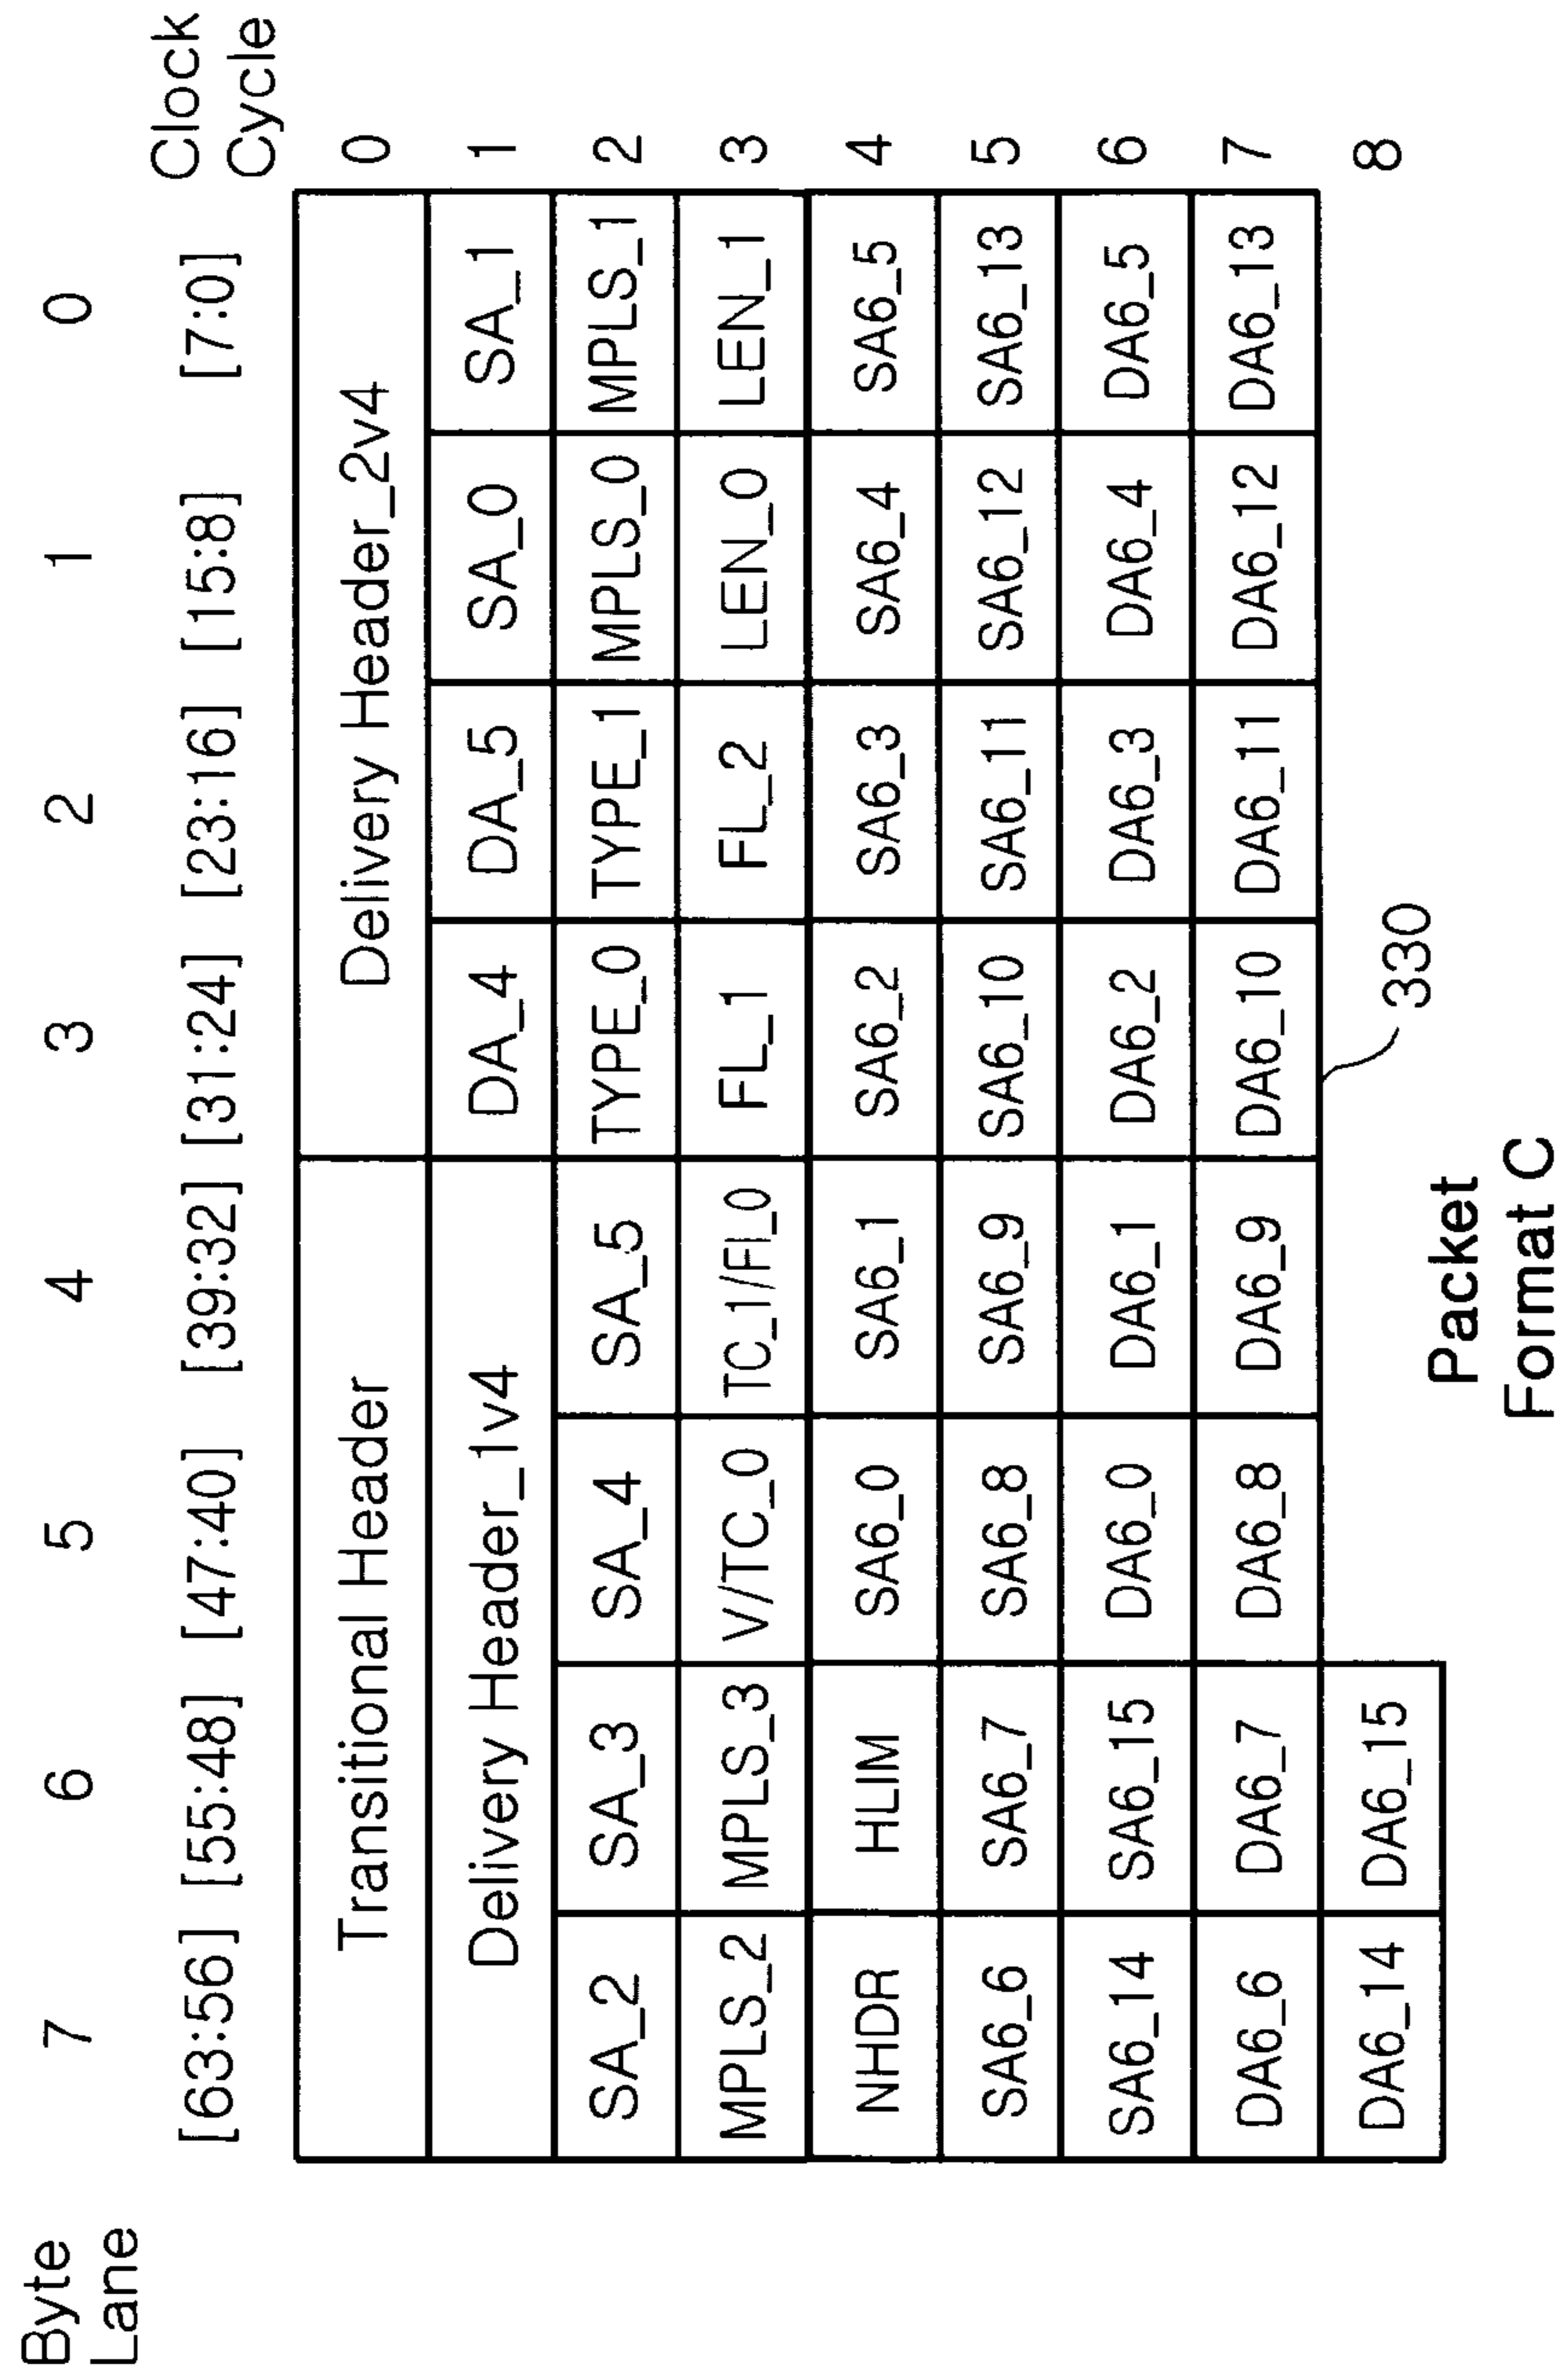 Byte Lane 7 6 5 4 3 2 1 0
[63:56] [55:48] [47:40] [39:32] [31:24] [23:16] [15:8] [7:0] Clock Cycle
Transitional Header Delivery Header_2v4 0
Delivery Header_1v4 DA_4 DA_5 SA_0 SA_1 1
SA_2 SA_3 SA_4 SA_5 TYPE_0 TYPE_1 MPLS_0 MPLS_1 2
MPLS_2 MPLS_3 V/TC_0 TC_1/Fl_0 FL_1 FL_2 LEN_0 LEN_1 3
NHDR HLIM SA6_0 SA6_1 SA6_2 SA6_3 SA6_4 SA6_5 4
SA6_6 SA6_7 SA6_8 SA6_9 SA6_10 SA6_11 SA6_12 SA6_13 5
SA6_14 SA6_15 DA6_0 DA6_1 DA6_2 DA6_3 DA6_4 DA6_5 6
DA6_6 DA6_7 DA6_8 DA6_9 DA6_10 DA6_11 DA6_12 DA6_13 7
DA6_14 DA6_15 8
330
Packet
Format C